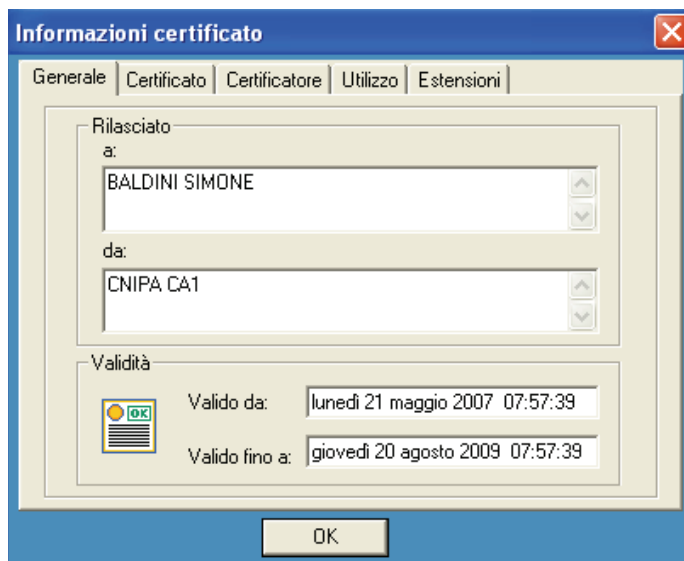 Informazioni certificato
Generale Certificato Certificatore Utilizzo Estensioni
Rilasciato
a:
BALDINI SIMONE
da:
CNIPA CA1
Validità
OK
Valido da: lunedì 21 maggio 2007 07:57:39
Valido fino a: giovedì 20 agosto 2009 07:57:39
OK